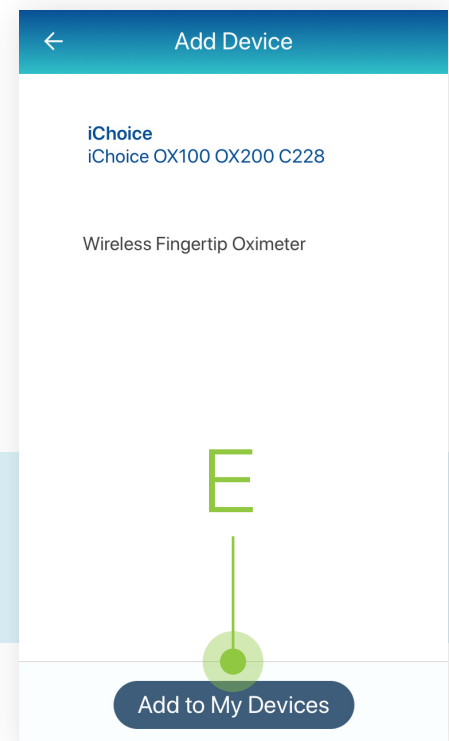 Add Device
iChoice
iChoice OX100 OX200 C228
Wireless Fingertip Oximeter
E
Add to My Devices